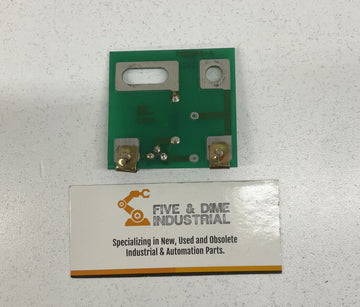 FIVE & DIME
INDUSTRIAL
Specializing in New, Used and Obsolete
Industrial & Automation Parts.